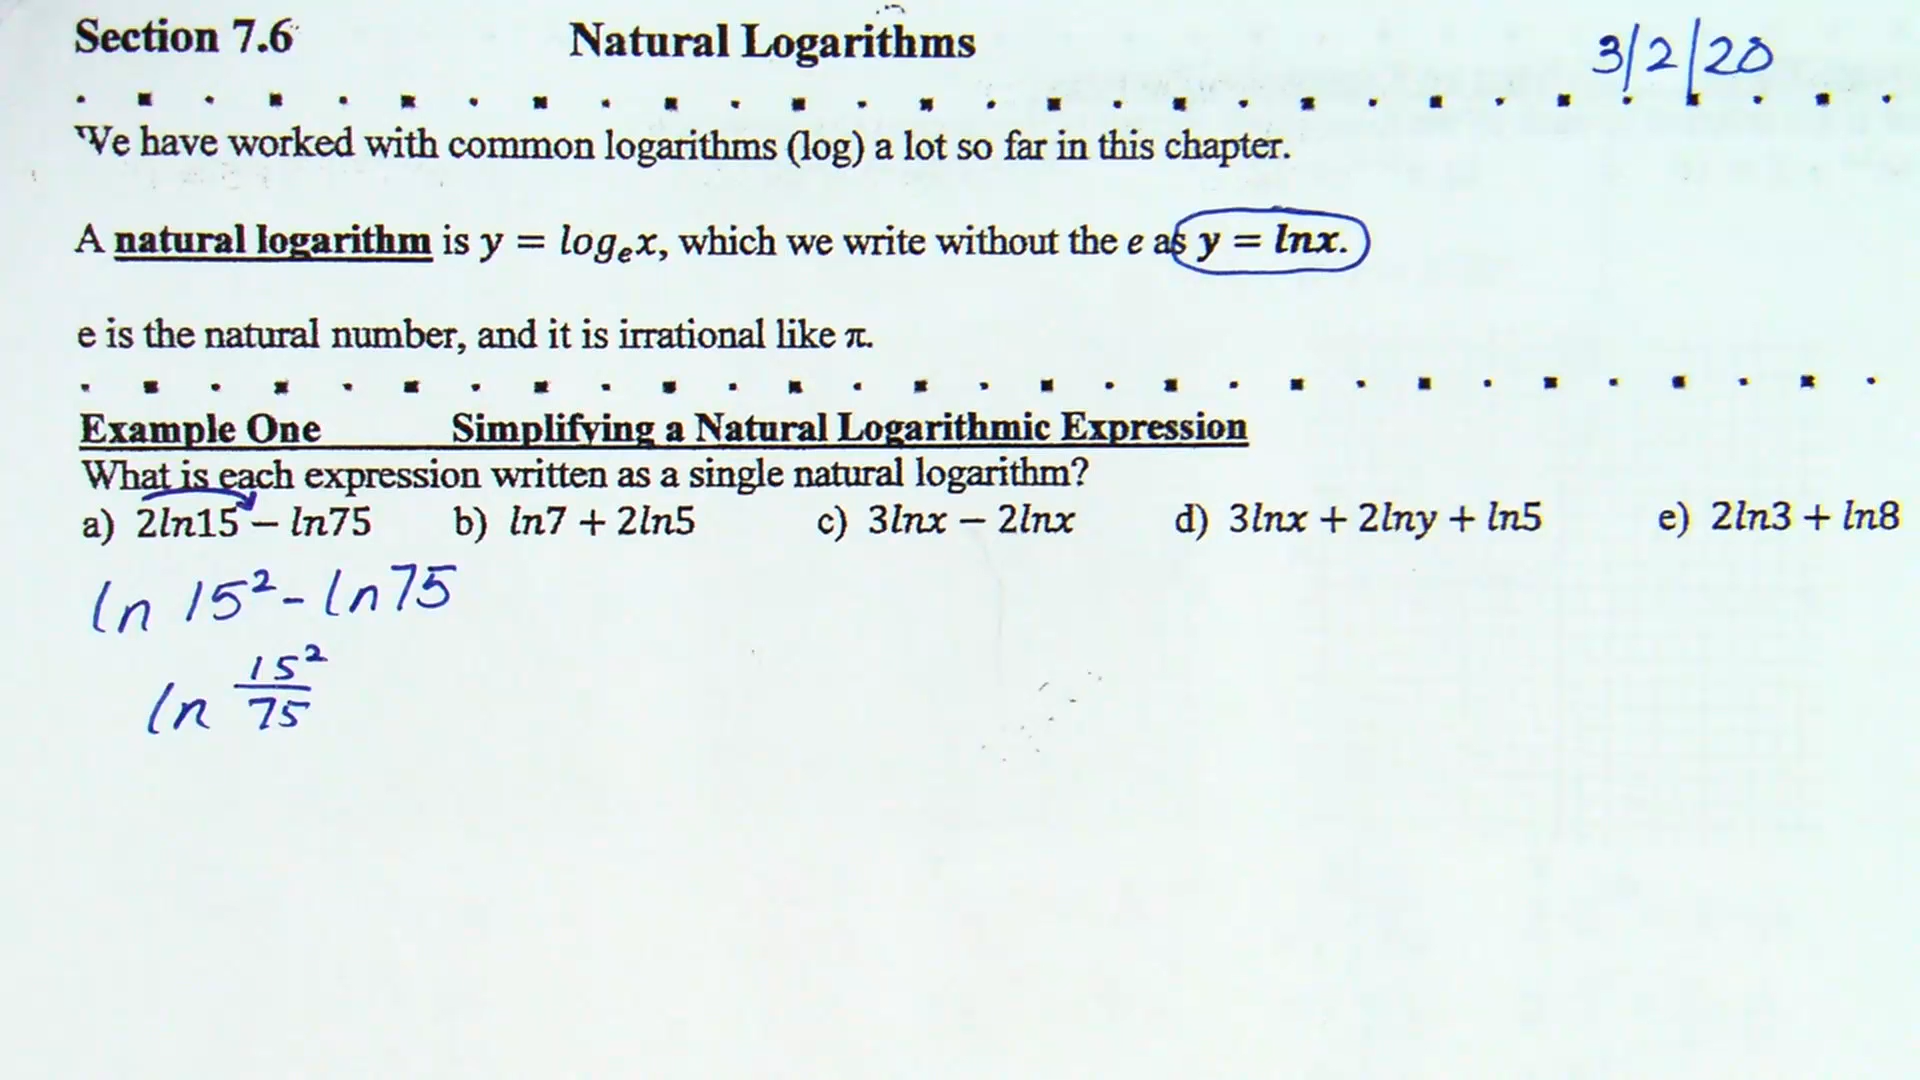 Section 7.6 Natural Logarithms 3/2/20
We have worked with common logarithms (log) a lot so far in this chapter.
A natural logarithm is y = logₑx, which we write without the e as y = lnx.
e is the natural number, and it is irrational like π.
Example One Simplifying a Natural Logarithmic Expression
What is each expression written as a single natural logarithm?
a) 2ln15 − ln75 b) ln7 + 2ln5 c) 3lnx − 2lnx d) 3lnx + 2lny + ln5 e) 2ln3 + ln8
ln 15² - ln 75
ln 15²/75